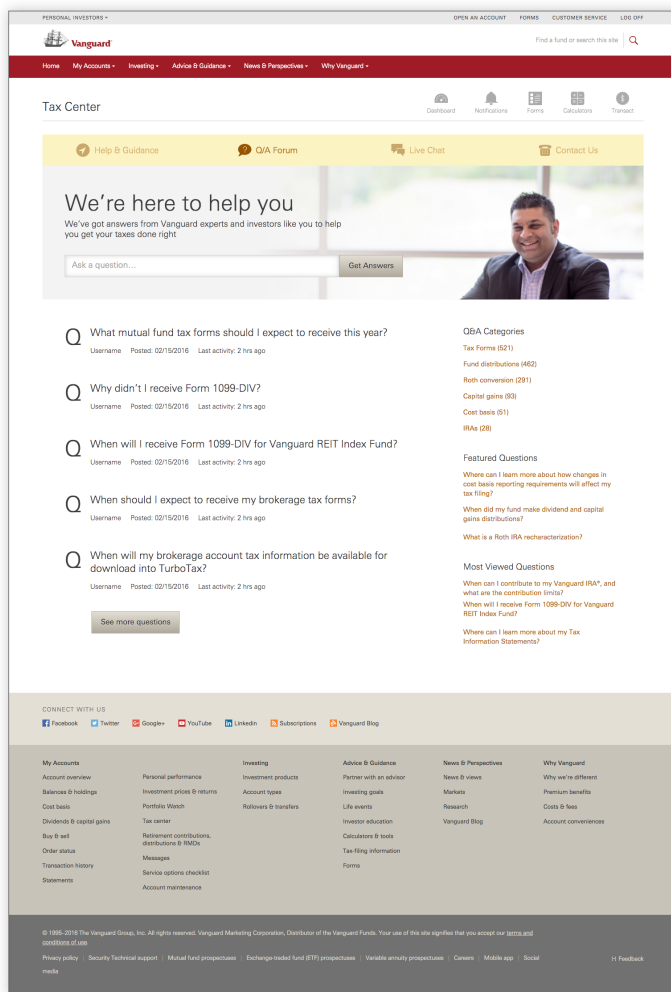 PERSONAL INVESTORS
OPEN AN ACCOUNT FORMS CUSTOMER SERVICE LOG OFF
Vanguard
Find a fund or search this site
Home My Accounts Investing Advice & Guidance News & Perspectives Why Vanguard
Tax Center
Dashboard Notifications Forms Calculators Transact
Help & Guidance Q/A Forum Live Chat Contact Us
We're here to help you
We've got answers from Vanguard experts and investors like you to help
you get your taxes done right
Ask a question...
Get Answers
Q What mutual fund tax forms should I expect to receive this year?
Username Posted: 02/15/2016 Last activity: 2 hrs ago
Q Why didn't I receive Form 1099-DIV?
Username Posted: 02/15/2016 Last activity: 2 hrs ago
Q When will I receive Form 1099-DIV for Vanguard REIT Index Fund?
Username Posted: 02/15/2016 Last activity: 2 hrs ago
Q When should I expect to receive my brokerage tax forms?
Username Posted: 02/15/2016 Last activity: 2 hrs ago
Q When will my brokerage account tax information be available for
download into TurboTax?
Username Posted: 02/15/2016 Last activity: 2 hrs ago
See more questions
Q&A Categories
Tax Forms (521)
Fund distributions (462)
Roth conversion (291)
Capital gains (93)
Cost basis (51)
IRAs (28)
Featured Questions
Where can I learn more about how changes in
cost basis reporting requirements will affect my
tax filing?
When did my fund make dividend and capital
gains distributions?
What is a Roth IRA recharacterization?
Most Viewed Questions
When can I contribute to my Vanguard IRA®, and
what are the contribution limits?
When will I receive Form 1099-DIV for Vanguard
REIT Index Fund?
Where can I learn more about my Tax
Information Statements?
CONNECT WITH US
Facebook Twitter Google+ YouTube Linkedin Subscriptions Vanguard Blog
My Accounts
Account overview
Balances & holdings
Cost basis
Dividends & capital gains
Buy & sell
Order status
Transaction history
Statements
Personal performance
Investment prices & returns
Portfolio Watch
Tax center
Retirement contributions,
distributions & RMDs
Messages
Service options checklist
Account maintenance
Investing
Investment products
Account types
Rollovers & transfers
Advice & Guidance
Partner with an advisor
Investing goals
Life events
Investor education
Calculators & tools
Tax-filing information
Forms
News & Perspectives
News & views
Markets
Research
Vanguard Blog
Why Vanguard
Why we're different
Premium benefits
Costs & fees
Account conveniences
© 1995–2016 The Vanguard Group, Inc. All rights reserved. Vanguard Marketing Corporation, Distributor of the Vanguard Funds. Your use of this site signifies that you accept our terms and
conditions of use
Privacy policy | Security Technical support | Mutual fund prospectuses | Exchange-traded fund (ETF) prospectuses | Variable annuity prospectuses | Careers | Mobile app | Social
media
[+] Feedback